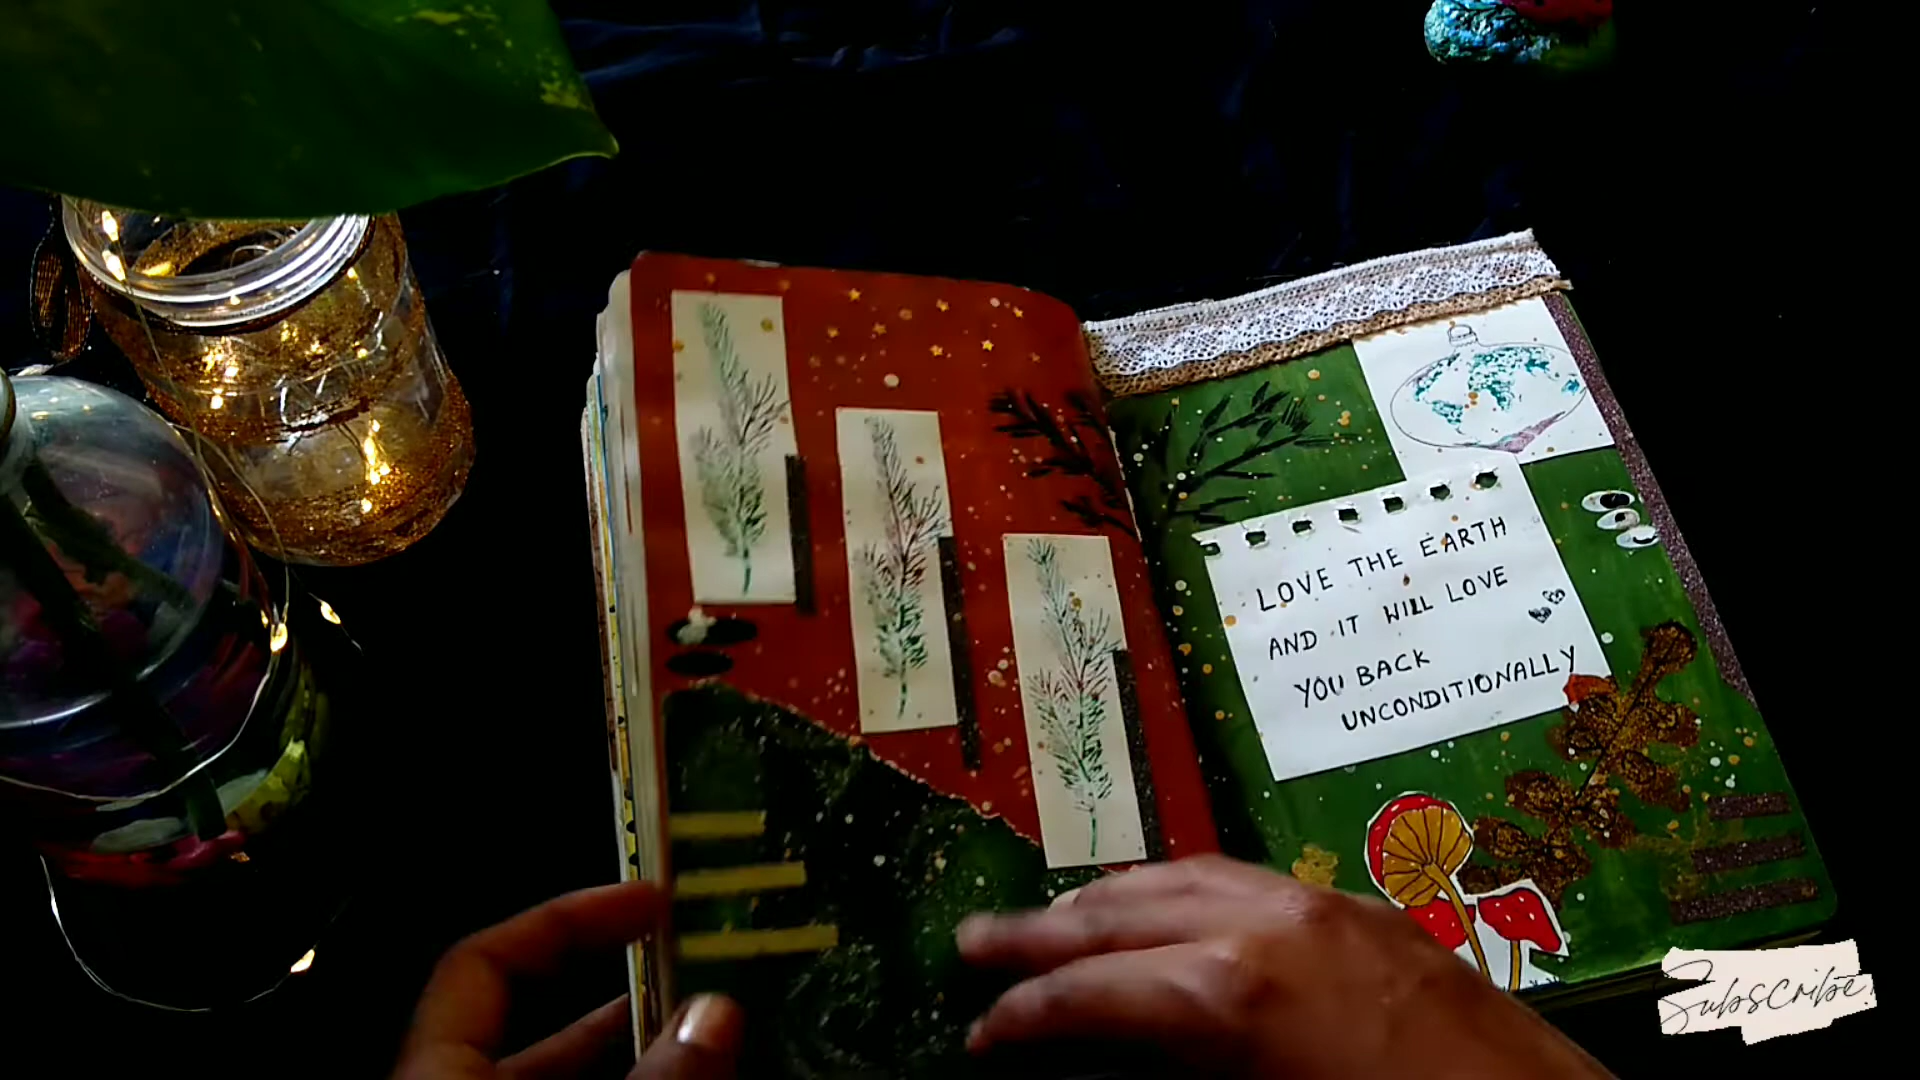 LOVE THE EARTH
AND IT WILL LOVE
YOU BACK
UNCONDITIONALLY
Subscribe